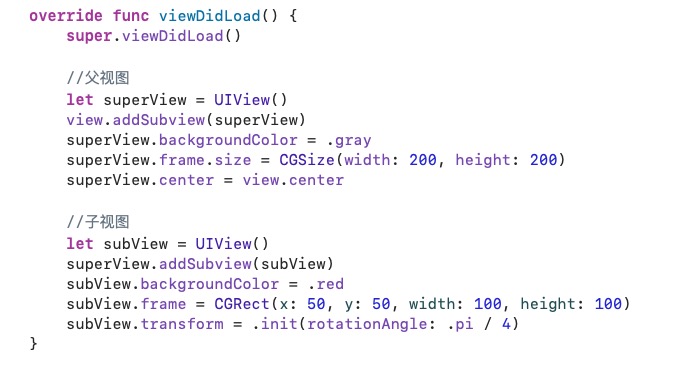 override func viewDidLoad() {
    super.viewDidLoad()

    //父视图
    let superView = UIView()
    view.addSubview(superView)
    superView.backgroundColor = .gray
    superView.frame.size = CGSize(width: 200, height: 200)
    superView.center = view.center

    //子视图
    let subView = UIView()
    superView.addSubview(subView)
    subView.backgroundColor = .red
    subView.frame = CGRect(x: 50, y: 50, width: 100, height: 100)
    subView.transform = .init(rotationAngle: .pi / 4)
}